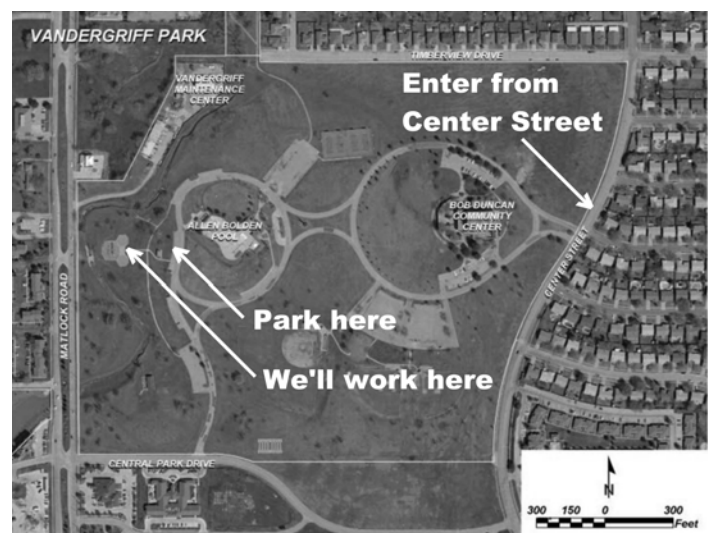 VANDERGRIFF PARK
TIMBERVIEW DRIVE
VANDERGRIFF
MAINTENANCE
CENTER
Enter from
Center Street
ALLEN BOLDEN
POOL
BOB DUNCAN
COMMUNITY
CENTER
CENTER STREET
MATLOCK ROAD
Park here
We'll work here
CENTRAL PARK DRIVE
N
300 150 0 300
Feet